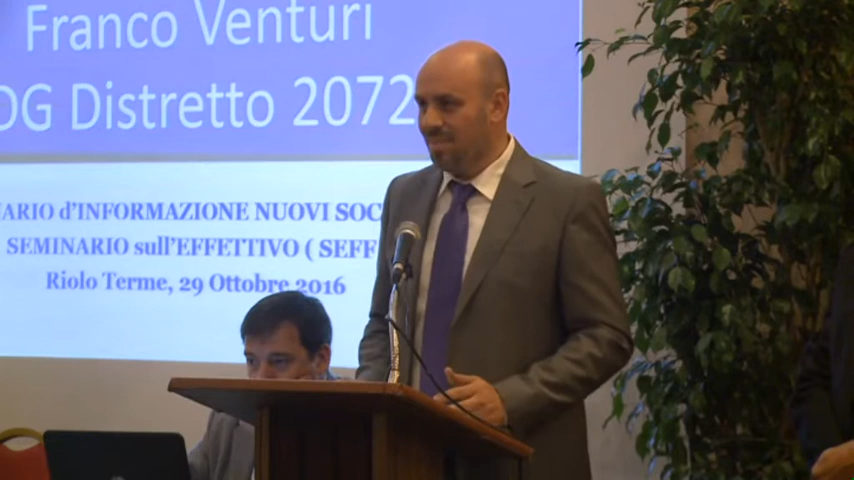 Franco Venturi
DG Distretto 2072
NARIO d'INFORMAZIONE NUOVI SOC
SEMINARIO sull'EFFETTIVO ( SEFF
Riolo Terme, 29 Ottobre 2016